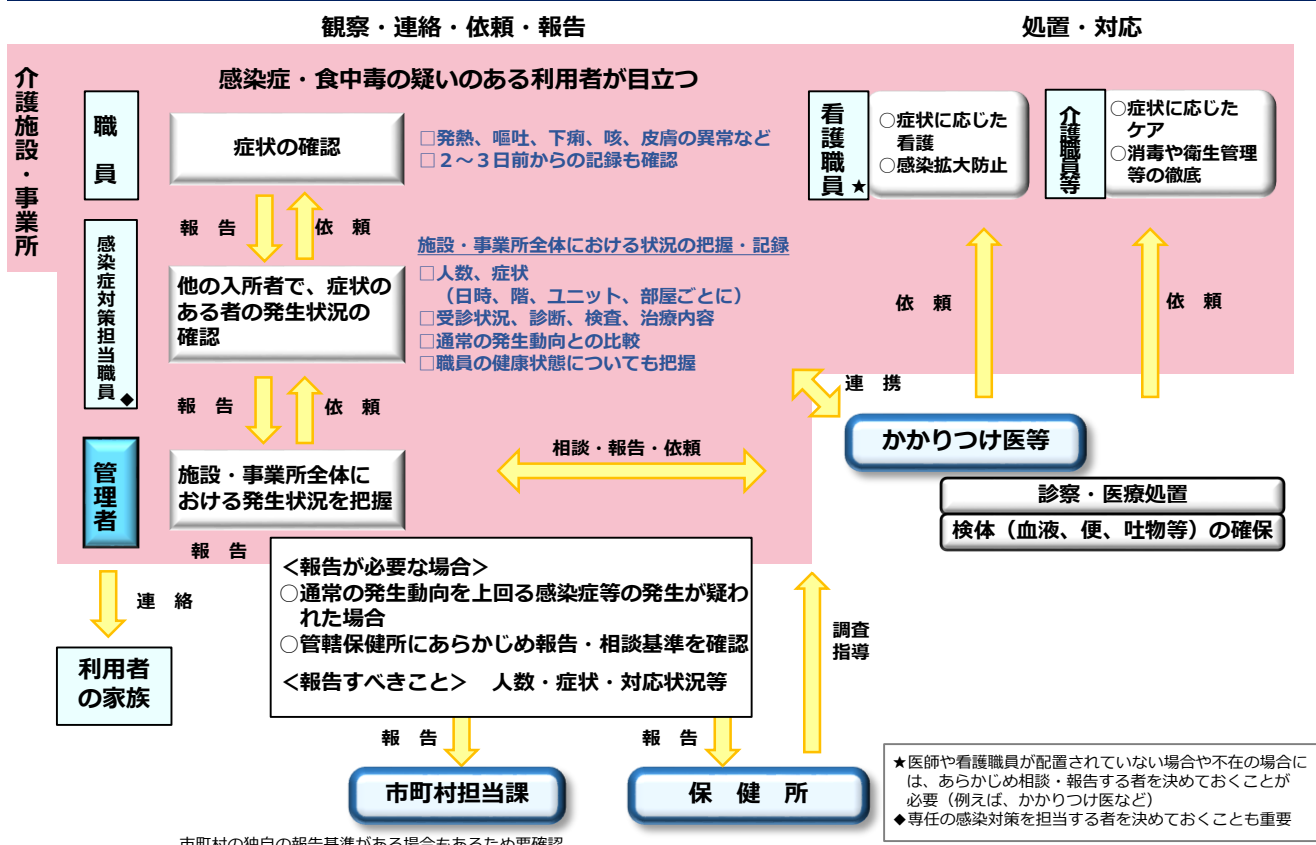 観察・連絡・依頼・報告
処置・対応
介護施設・事業所
感染症・食中毒の疑いのある利用者が目立つ
職員
症状の確認
□発熱、嘔吐、下痢、咳、皮膚の異常など
□２～３日前からの記録も確認
看護職員★
○症状に応じた
看護
○感染拡大防止
介護職員等
○症状に応じた
ケア
○消毒や衛生管理
等の徹底
報 告
依 頼
感染症対策担当職員◆
他の入所者で、症状の
ある者の発生状況の
確認
施設・事業所全体における状況の把握・記録
□人数、症状
（日時、階、ユニット、部屋ごとに）
□受診状況、診断、検査、治療内容
□通常の発生動向との比較
□職員の健康状態についても把握
依 頼
依 頼
報 告
依 頼
連 携
かかりつけ医等
診察・医療処置
検体（血液、便、吐物等）の確保
管理者
施設・事業所全体に
おける発生状況を把握
相談・報告・依頼
報 告
連 絡
利用者
の家族
＜報告が必要な場合＞
○通常の発生動向を上回る感染症等の発生が疑わ
れた場合
○管轄保健所にあらかじめ報告・相談基準を確認
＜報告すべきこと＞ 人数・症状・対応状況等
調査
指導
報 告
報 告
市町村担当課
保 健 所
★医師や看護職員が配置されていない場合や不在の場合に
は、あらかじめ相談・報告する者を決めておくことが
必要（例えば、かかりつけ医など）
◆専任の感染対策を担当する者を決めておくことも重要
市町村の独自の報告基準がある場合もあるため要確認